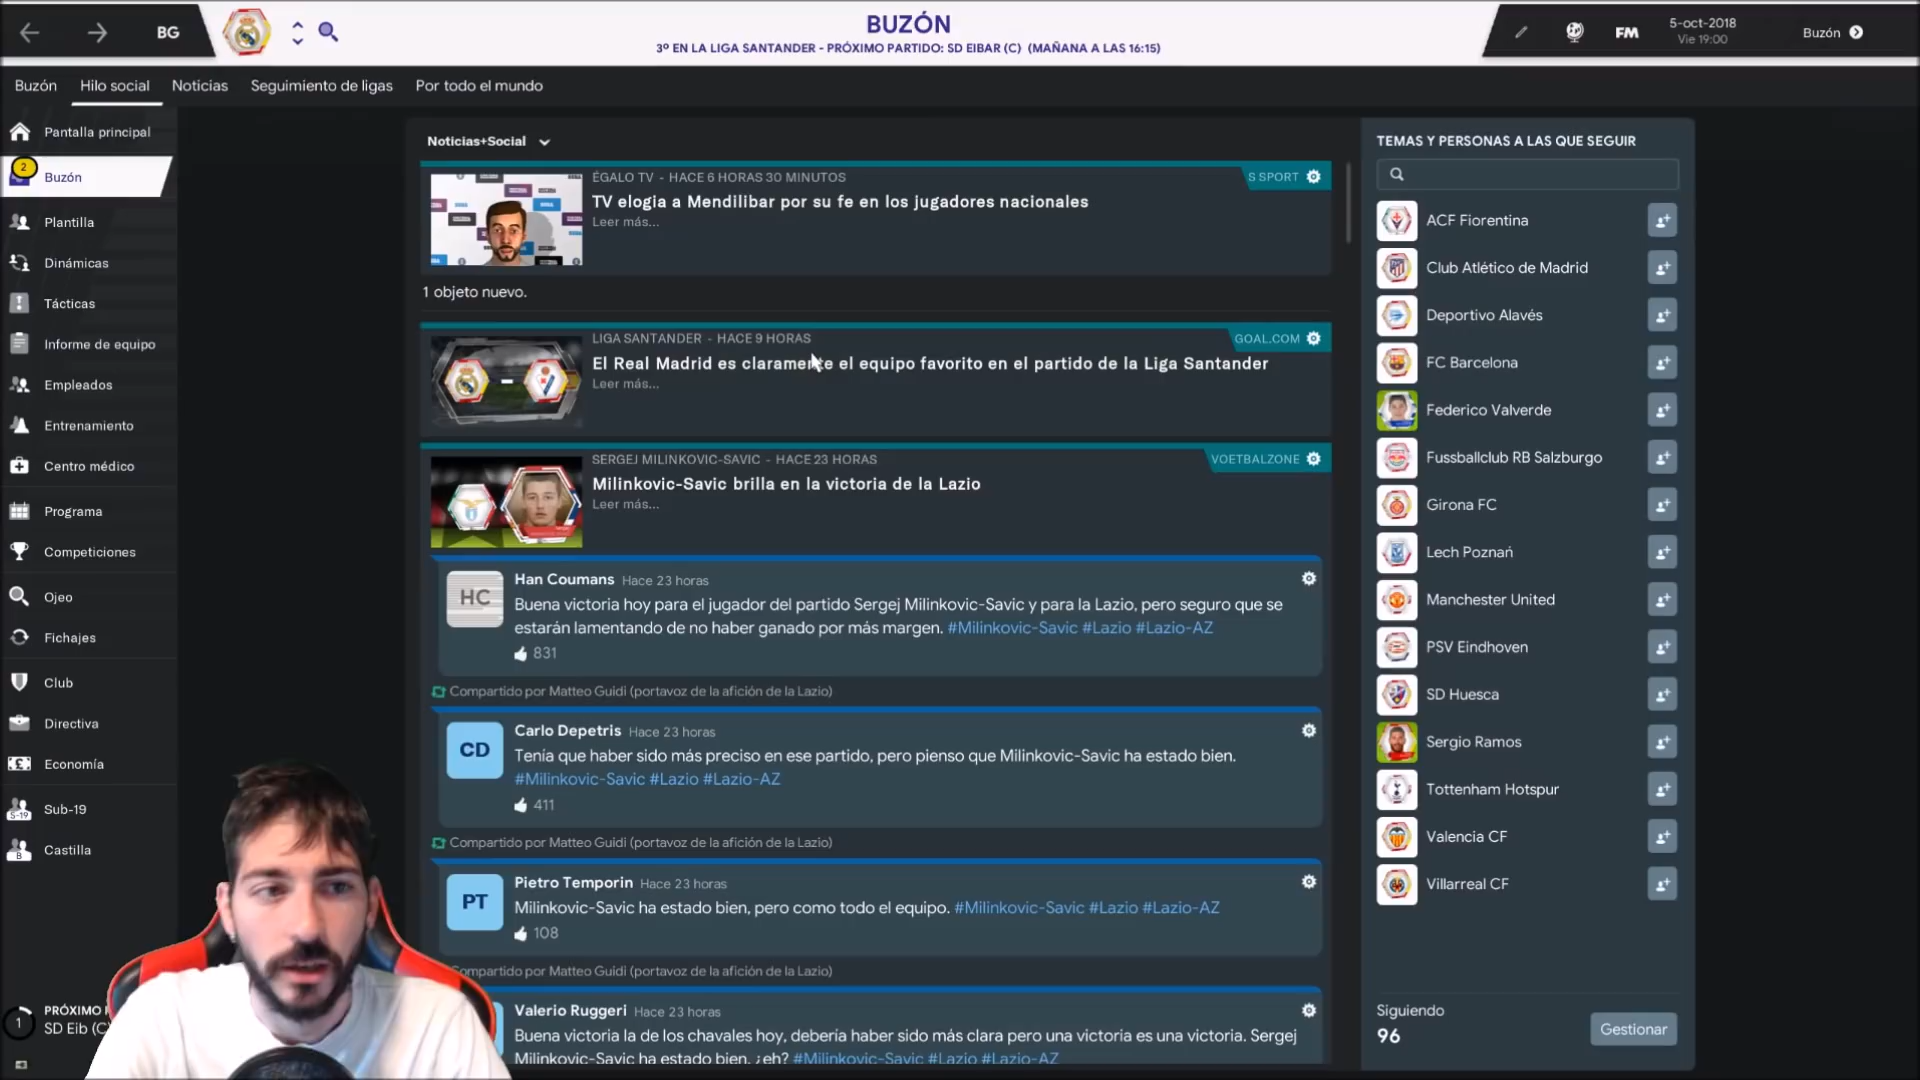 BG
BUZÓN
3º EN LA LIGA SANTANDER - PRÓXIMO PARTIDO: SD EIBAR (C) (MAÑANA A LAS 16:15)
FM
5-oct-2018
Vie 19:00
Buzón
Buzón
Hilo social
Noticias
Seguimiento de ligas
Por todo el mundo
Pantalla principal
2
Buzón
Plantilla
Dinámicas
Tácticas
Informe de equipo
Empleados
Entrenamiento
Centro médico
Programa
Competiciones
Ojeo
Fichajes
Club
Directiva
Economía
S-19
Sub-19
B
Castilla
1
PRÓXIMO
SD Eib
Noticias+Social
ÉGALO TV - HACE 6 HORAS 30 MINUTOS
S SPORT
TV elogia a Mendilibar por su fe en los jugadores nacionales
Leer más...
1 objeto nuevo.
LIGA SANTANDER - HACE 9 HORAS
GOAL.COM
El Real Madrid es claramente el equipo favorito en el partido de la Liga Santander
Leer más...
SERGEJ MILINKOVIC-SAVIC - HACE 23 HORAS
VOETBALZONE
Milinkovic-Savic brilla en la victoria de la Lazio
Leer más...
HC
Han Coumans Hace 23 horas
Buena victoria hoy para el jugador del partido Sergej Milinkovic-Savic y para la Lazio, pero seguro que se
estarán lamentando de no haber ganado por más margen. #Milinkovic-Savic #Lazio #Lazio-AZ
831
Compartido por Matteo Guidi (portavoz de la afición de la Lazio)
CD
Carlo Depetris Hace 23 horas
Tenía que haber sido más preciso en ese partido, pero pienso que Milinkovic-Savic ha estado bien.
#Milinkovic-Savic #Lazio #Lazio-AZ
411
Compartido por Matteo Guidi (portavoz de la afición de la Lazio)
PT
Pietro Temporin Hace 23 horas
Milinkovic-Savic ha estado bien, pero como todo el equipo. #Milinkovic-Savic #Lazio #Lazio-AZ
108
Compartido por Matteo Guidi (portavoz de la afición de la Lazio)
Valerio Ruggeri Hace 23 horas
Buena victoria la de los chavales hoy, debería haber sido más clara pero una victoria es una victoria. Sergej
Milinkovic-Savic ha estado bien, ¿eh? #Milinkovic-Savic #Lazio #Lazio-AZ
TEMAS Y PERSONAS A LAS QUE SEGUIR
ACF Fiorentina
Club Atlético de Madrid
Deportivo Alavés
FC Barcelona
Federico Valverde
Fussballclub RB Salzburgo
Girona FC
Lech Poznań
Manchester United
PSV Eindhoven
SD Huesca
Sergio Ramos
Tottenham Hotspur
Valencia CF
Villarreal CF
Siguiendo
96
Gestionar